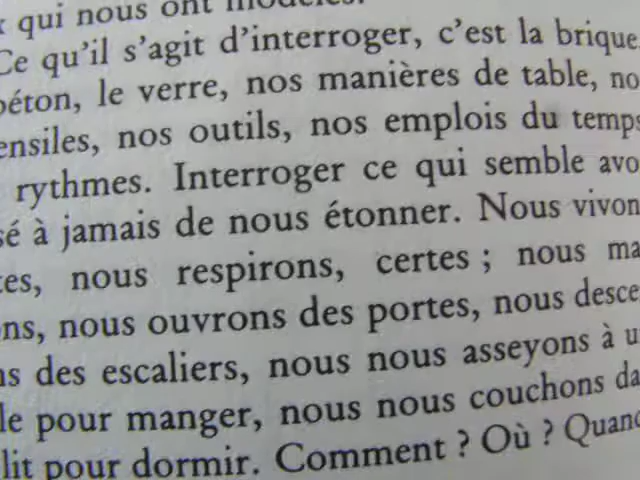 qui nous ont modelés.
Ce qu'il s'agit d'interroger, c'est la brique
béton, le verre, nos manières de table, no
ensiles, nos outils, nos emplois du temps
rythmes. Interroger ce qui semble avo
sé à jamais de nous étonner. Nous vivon
tes, nous respirons, certes ; nous ma
ons, nous ouvrons des portes, nous desce
ns des escaliers, nous nous asseyons à u
le pour manger, nous nous couchons da
lit pour dormir. Comment ? Où ? Quand